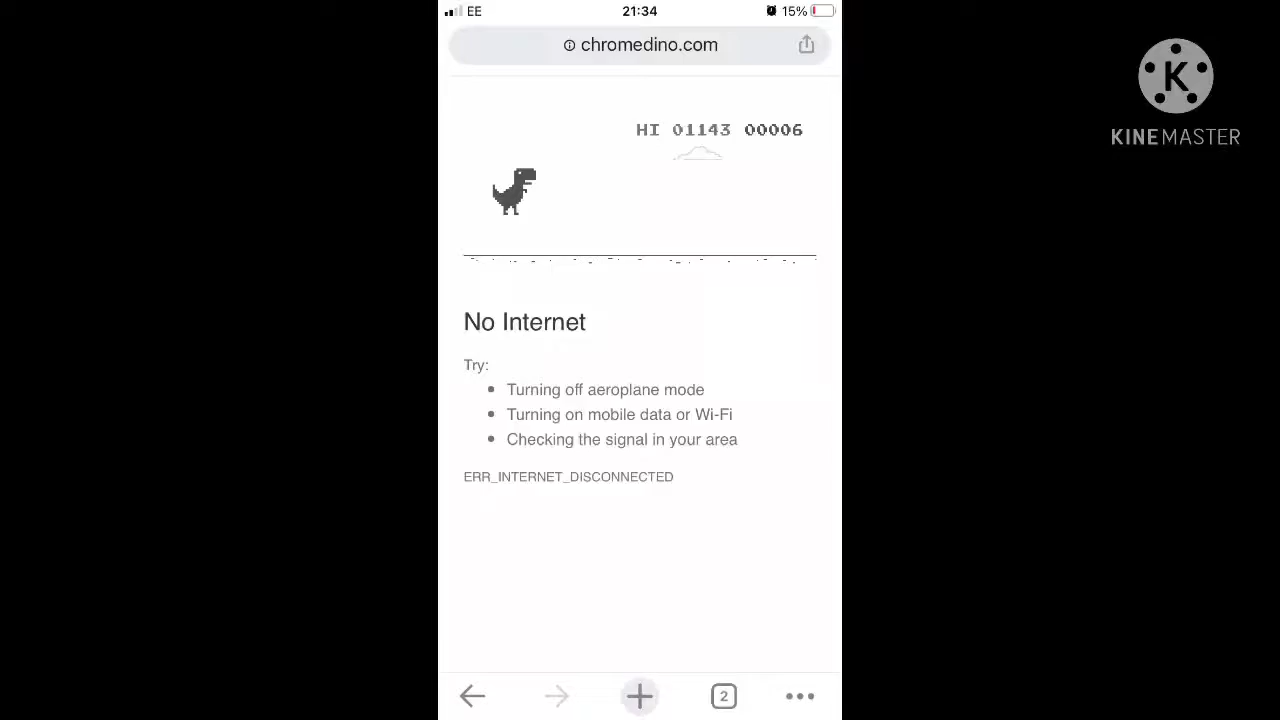 EE 21:34 15%
chromedino.com
K
KINEMASTER
HI 01143 00006
No Internet
Try:
Turning off aeroplane mode
Turning on mobile data or Wi-Fi
Checking the signal in your area
ERR_INTERNET_DISCONNECTED
2